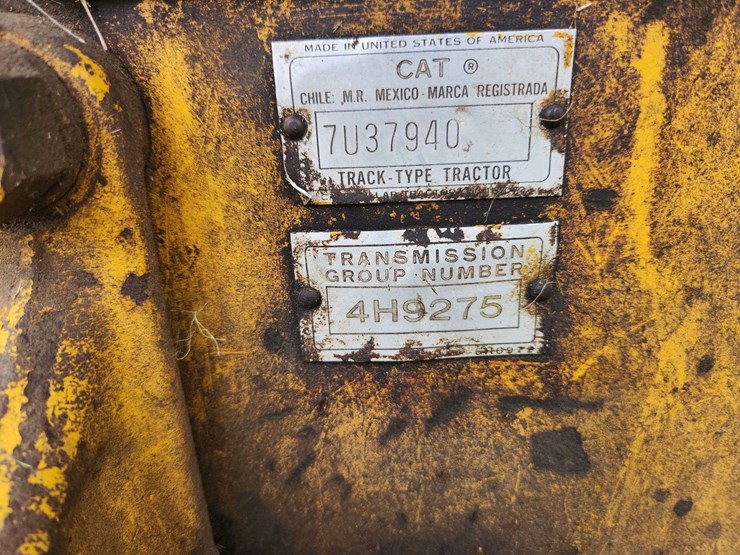 MADE IN UNITED STATES OF AMERICA
CAT ®
CHILE: M.R. MEXICO-MARCA REGISTRADA
7U37940
TRACK-TYPE TRACTOR
TRANSMISSION
GROUP NUMBER
4H9275